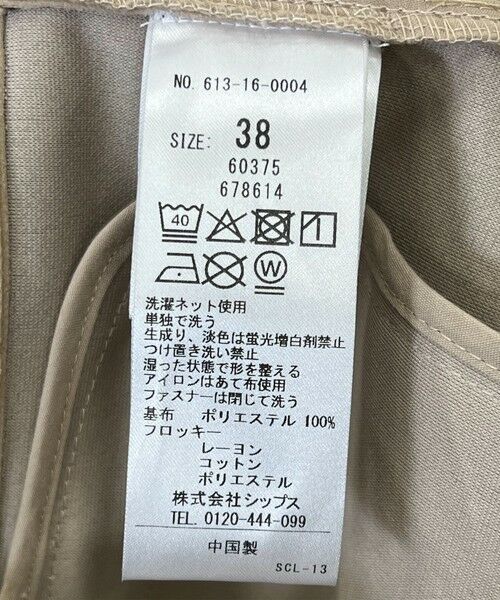 NO. 613-16-0004
SIZE: 38
60375
678614
40
W
洗濯ネット使用
単独で洗う
生成り、淡色は蛍光増白剤禁止
つけ置き洗い禁止
湿った状態で形を整える
アイロンはあて布使用
ファスナーは閉じて洗う
基布 ポリエステル 100%
フロッキー
レーヨン
コットン
ポリエステル
株式会社シップス
TEL. 0120-444-099
中国製
SCL-13